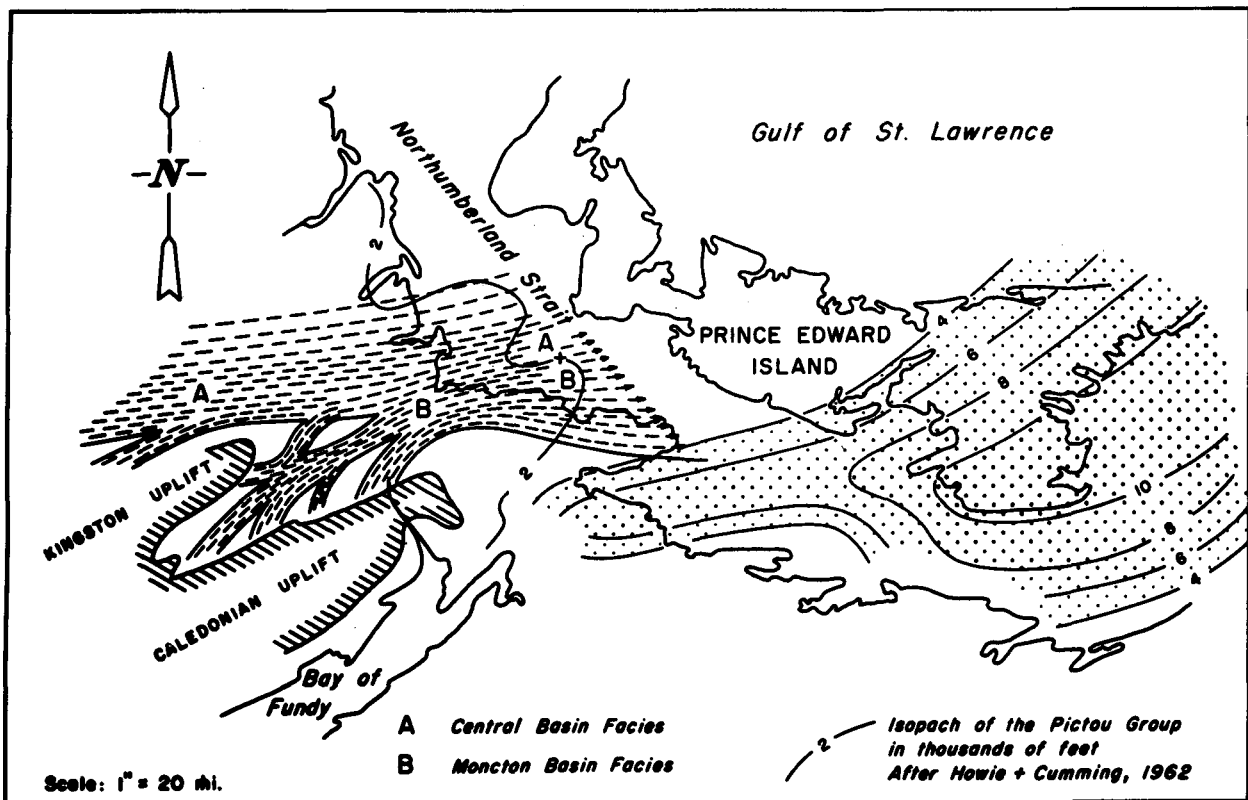 Gulf of St. Lawrence
-N-
Northumberland Strait
2
A
+
B
PRINCE EDWARD
ISLAND
4
6
8
A
B
2
10
8
6
4
KINGSTON UPLIFT
CALEDONIAN UPLIFT
Bay of
Fundy
A Central Basin Facies
B Moncton Basin Facies
2 Isopach of the Pictou Group
in thousands of feet
After Howie + Cumming, 1962
Scale: 1" = 20 mi.